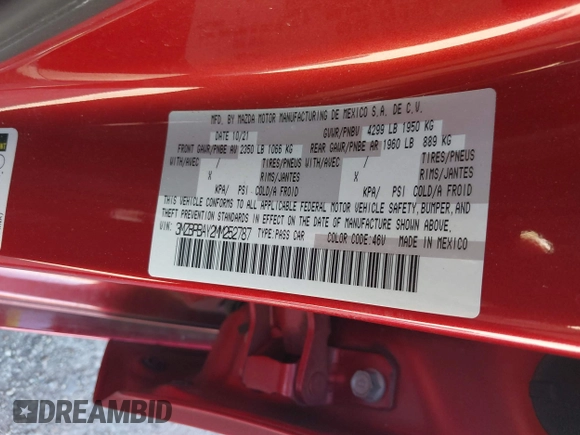 MFD. BY MAZDA MOTOR MANUFACTURING DE MEXICO S.A. DE C.V.
DATE 10/21 GVWR/PNBV 4299 LB 1950 KG
FRONT GAWR/PNBE AV 2350 LB 1066 KG REAR GAWR/PNBE AR 1960 LB 889 KG
WITH/AVEC / TIRES/PNEUS WITH/AVEC / TIRES/PNEUS
X RIMS/JANTES X RIMS/JANTES
KPA/ PSI COLD/A FROID KPA/ PSI COLD/A FROID
THIS VEHICLE CONFORMS TO ALL APPLICABLE FEDERAL MOTOR VEHICLE SAFETY, BUMPER, AND
THEFT PREVENTION STANDARDS IN EFFECT ON THE DATE OF MANUFACTURE SHOWN ABOVE.
VIN: 3MZBPBAY2NM252787 TYPE:PASS CAR COLOR CODE:46V MADE IN MEXICO
DREAMBID